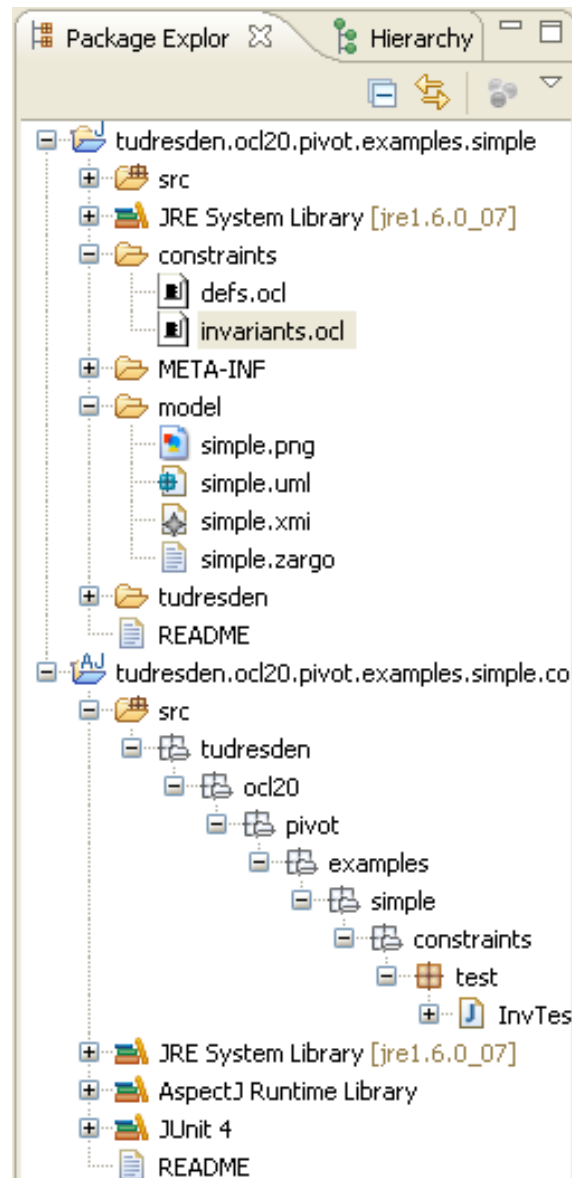 Package Explor Hierarchy
tudresden.ocl20.pivot.examples.simple
src
JRE System Library [jre1.6.0_07]
constraints
defs.ocl
invariants.ocl
META-INF
model
simple.png
simple.uml
simple.xmi
simple.zargo
tudresden
README
tudresden.ocl20.pivot.examples.simple.co
src
tudresden
ocl20
pivot
examples
simple
constraints
test
InvTes
JRE System Library [jre1.6.0_07]
AspectJ Runtime Library
JUnit 4
README